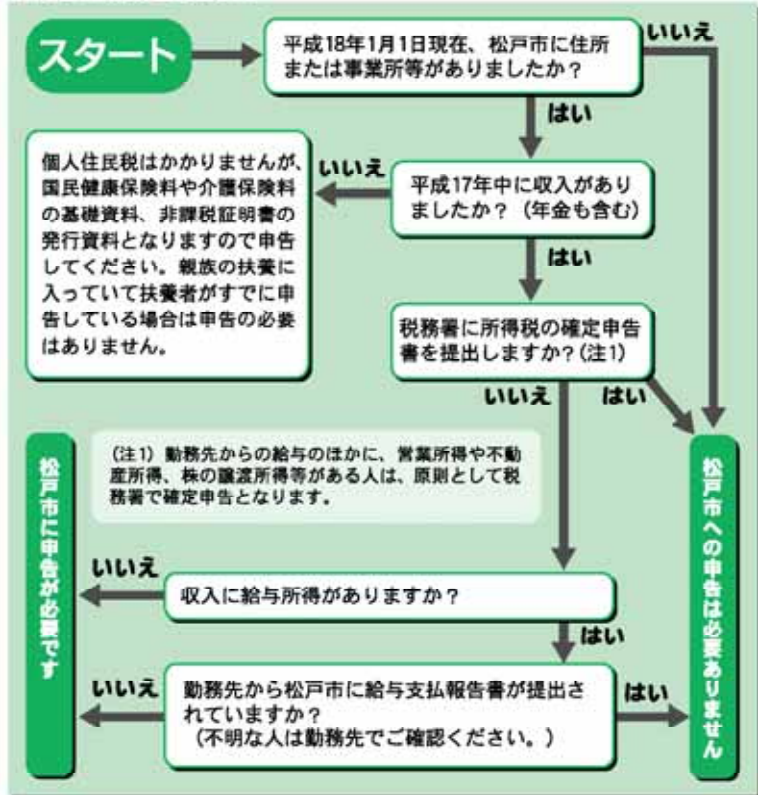 スタート
平成18年1月1日現在、松戸市に住所
または事業所等がありましたか？
いいえ
はい
個人住民税はかかりませんが、
国民健康保険料や介護保険料
の基礎資料、非課税証明書の
発行資料となりますので申告
してください。親族の扶養に
入っていて扶養者がすでに申
告している場合は申告の必要
はありません。
いいえ
平成17年中に収入があり
ましたか？（年金も含む）
はい
税務署に所得税の確定申告
書を提出しますか？(注1)
いいえ
はい
（注1）勤務先からの給与のほかに、営業所得や不動
産所得、株の譲渡所得等がある人は、原則として税
務署で確定申告となります。
松戸市に申告が必要です
松戸市への申告は必要ありません
いいえ
収入に給与所得がありますか？
はい
いいえ
勤務先から松戸市に給与支払報告書が提出さ
れていますか？
（不明な人は勤務先でご確認ください。）
はい